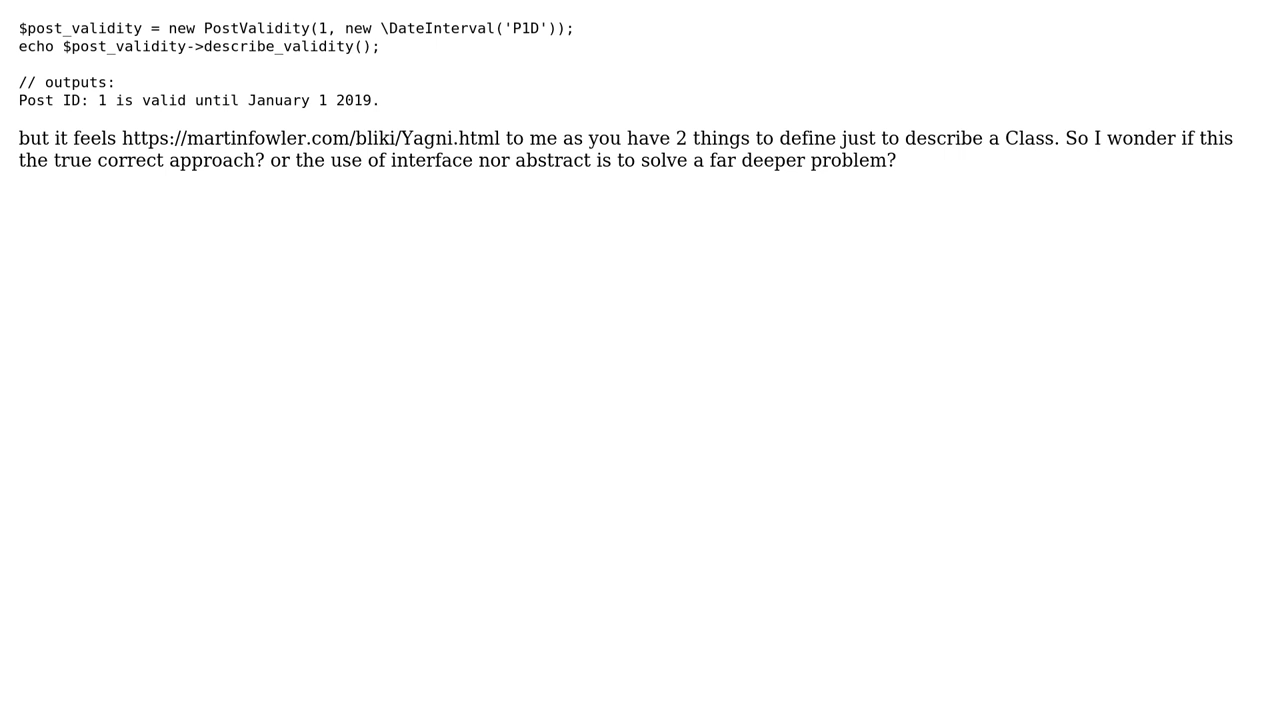 $post_validity = new PostValidity(1, new \DateInterval('P1D'));
echo $post_validity->describe_validity();

// outputs:
Post ID: 1 is valid until January 1 2019.

but it feels https://martinfowler.com/bliki/Yagni.html to me as you have 2 things to define just to describe a Class. So I wonder if this
the true correct approach? or the use of interface nor abstract is to solve a far deeper problem?